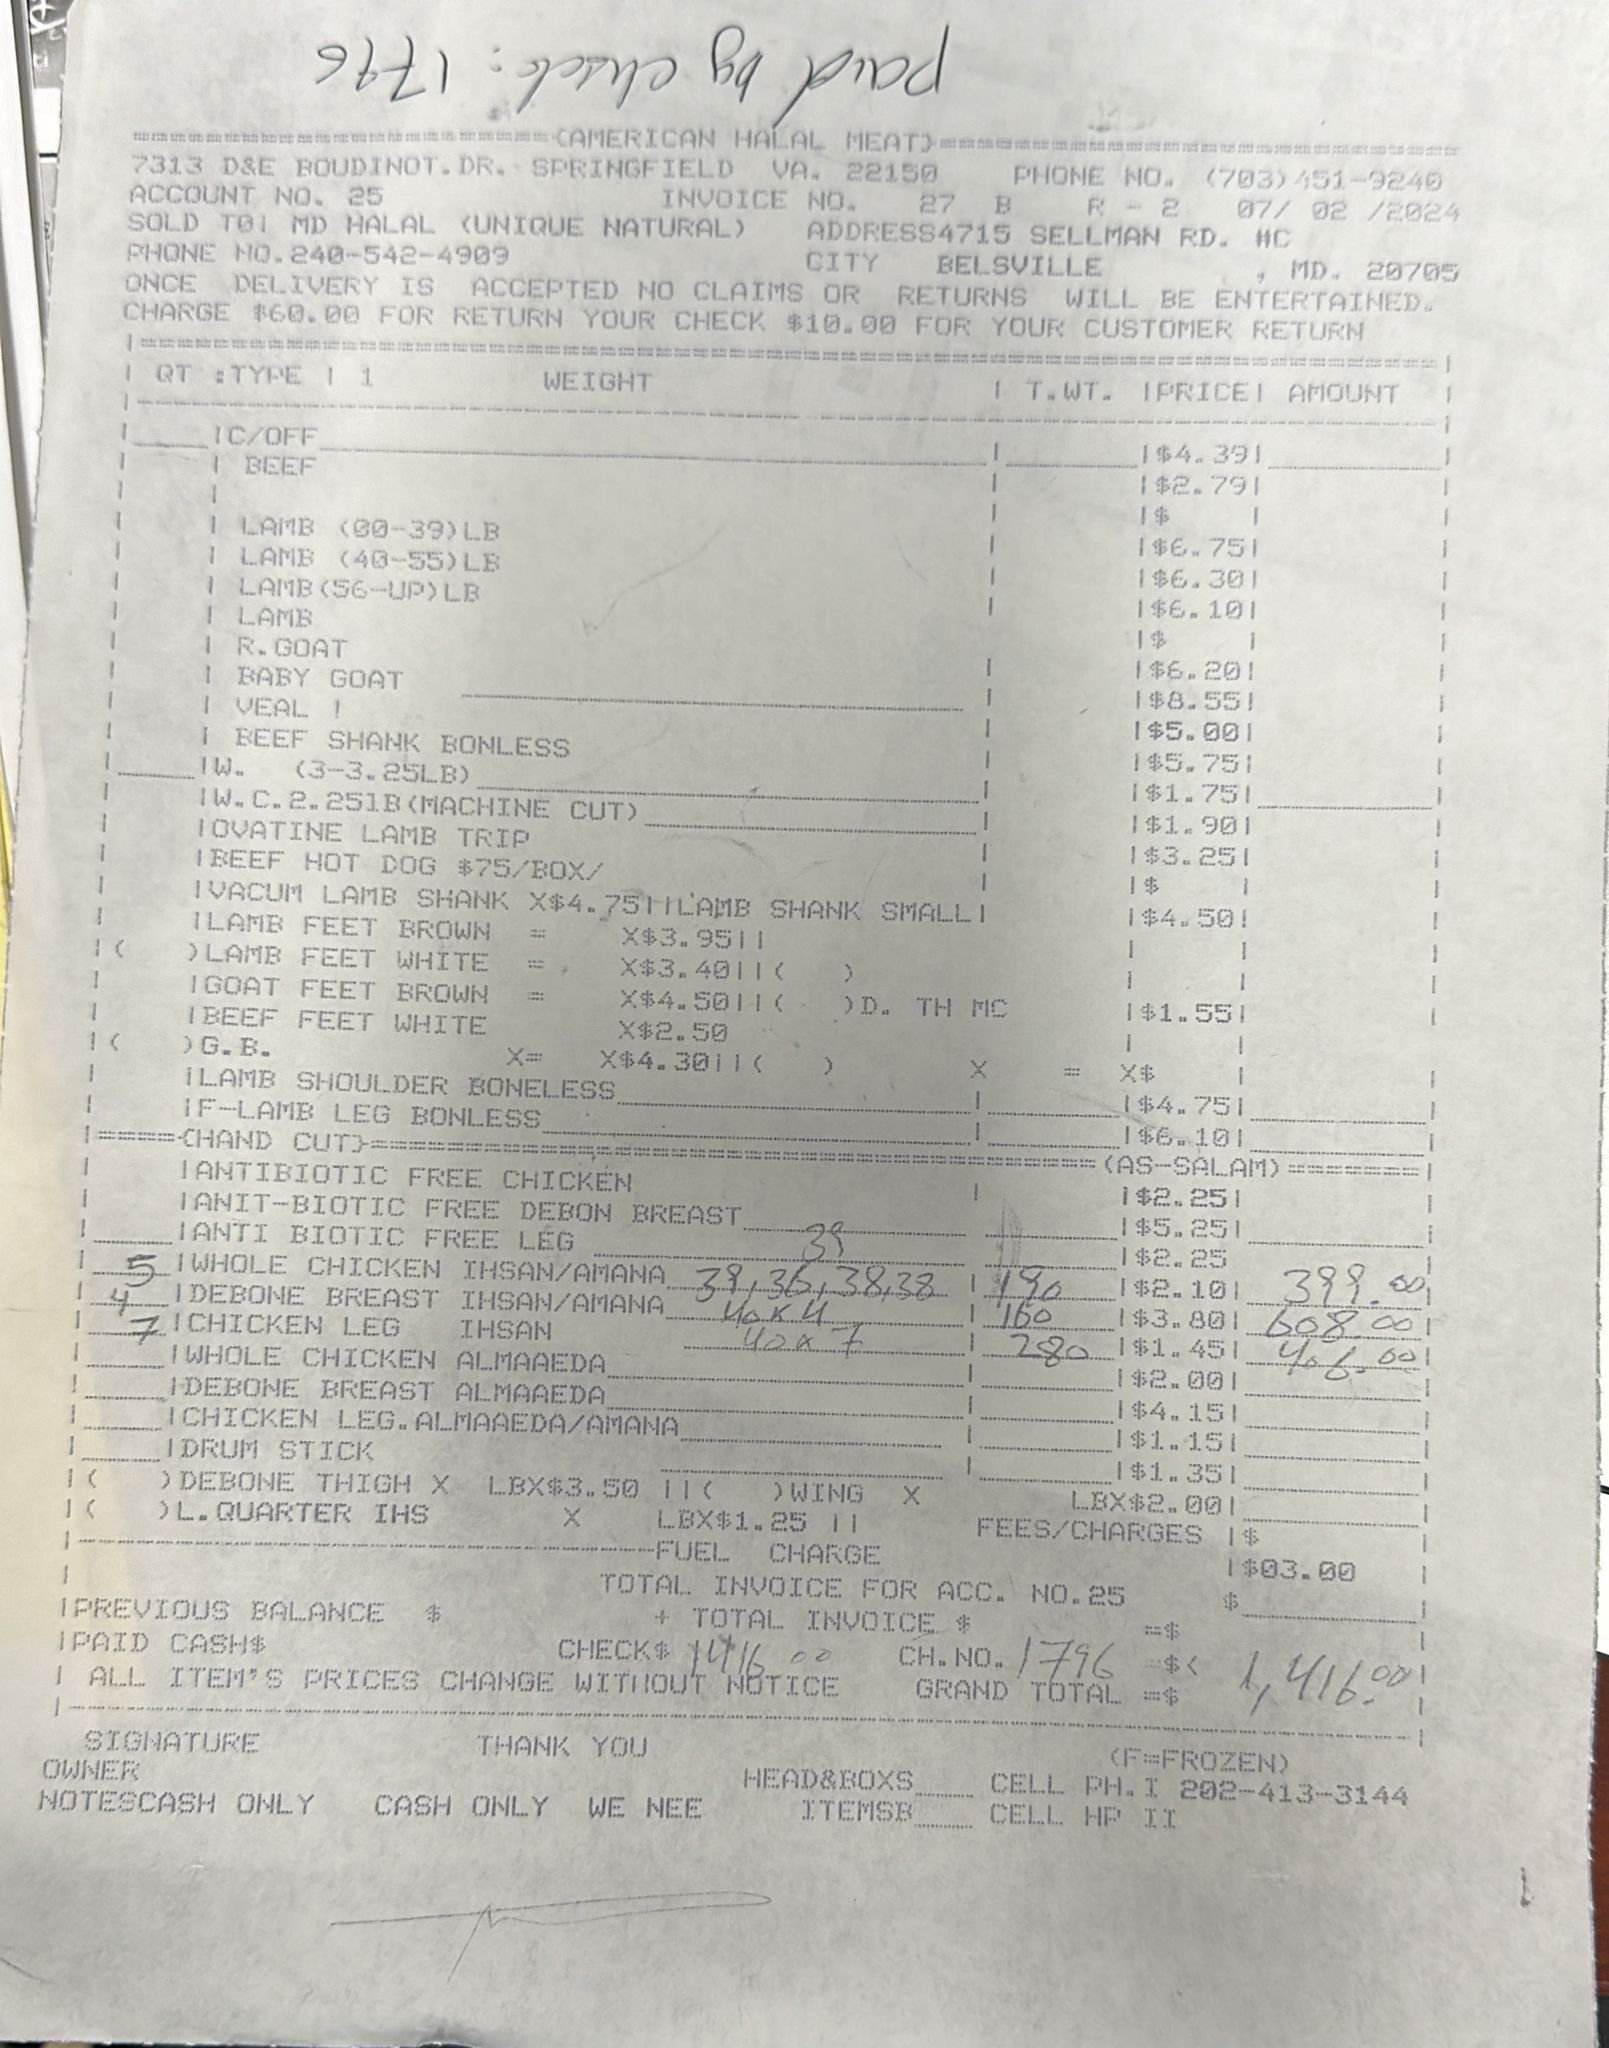 paid by check: 1796
{AMERICAN HALAL MEAT}
7313 D&E BOUDINOT.DR. SPRINGFIELD VA. 22150 PHONE NO. (703)451-9240
ACCOUNT NO. 25 INVOICE NO. 27 B R - 2 07/ 02 /2024
SOLD TO| MD HALAL (UNIQUE NATURAL) ADDRESS4715 SELLMAN RD. #C
PHONE NO.240-542-4909 CITY BELSVILLE , MD. 20705
ONCE DELIVERY IS ACCEPTED NO CLAIMS OR RETURNS WILL BE ENTERTAINED.
CHARGE $60.00 FOR RETURN YOUR CHECK $10.00 FOR YOUR CUSTOMER RETURN
| QT :TYPE | 1 WEIGHT | T.WT. |PRICE| AMOUNT |
|C/OFF |$4.39|
| BEEF |$2.79|
| |$ |
| LAMB (00-39)LB |$6.75|
| LAMB (40-55)LB |$6.30|
| LAMB(56-UP)LB |$6.10|
| LAMB |$ |
| R.GOAT |$6.20|
| BABY GOAT |$8.55|
| VEAL ! |$5.00|
| BEEF SHANK BONLESS |$5.75|
|W. (3-3.25LB) |$1.75|
|W.C.2.25lB(MACHINE CUT) |$1.90|
|OVATINE LAMB TRIP |$3.25|
|BEEF HOT DOG $75/BOX/ |$ |
|VACUM LAMB SHANK X$4.75||LAMB SHANK SMALL| |$4.50|
|LAMB FEET BROWN = X$3.95||
|( )LAMB FEET WHITE = X$3.40||( )
|GOAT FEET BROWN = X$4.50||( )D. TH MC |$1.55|
|BEEF FEET WHITE X$2.50
|( )G.B. X= X$4.30||( ) X = X$ |
|LAMB SHOULDER BONELESS |$4.75|
|F-LAMB LEG BONLESS |$6.10|
|=====(HAND CUT}=====(AS-SALAM)=======|
|ANTIBIOTIC FREE CHICKEN |$2.25|
|ANIT-BIOTIC FREE DEBON BREAST |$5.25|
|ANTI BIOTIC FREE LEG 39 |$2.25
5 |WHOLE CHICKEN IHSAN/AMANA 39,36,38,38 | 190 |$2.10| 399.00
4 |DEBONE BREAST IHSAN/AMANA 40x4 | 160 |$3.80| 608.00
7 |CHICKEN LEG IHSAN 40x7 | 280 |$1.45| 406.00
|WHOLE CHICKEN ALMAAEDA |$2.00|
|DEBONE BREAST ALMAAEDA |$4.15|
|CHICKEN LEG.ALMAAEDA/AMANA |$1.15|
|DRUM STICK |$1.35|
|( )DEBONE THIGH X LBX$3.50 ||( )WING X LBX$2.00|
|( )L.QUARTER IHS X LBX$1.25 || FEES/CHARGES |$
FUEL CHARGE |$03.00
TOTAL INVOICE FOR ACC. NO.25 $
|PREVIOUS BALANCE $ + TOTAL INVOICE $ =$
|PAID CASH$ CHECK$ 1416.00 CH.NO. 1796 =$<
| ALL ITEM'S PRICES CHANGE WITHOUT NOTICE GRAND TOTAL =$ 1,416.00
SIGNATURE THANK YOU (F=FROZEN)
OWNER HEAD&BOXS CELL PH.I 202-413-3144
NOTESCASH ONLY CASH ONLY WE NEE ITEMSB CELL HP II